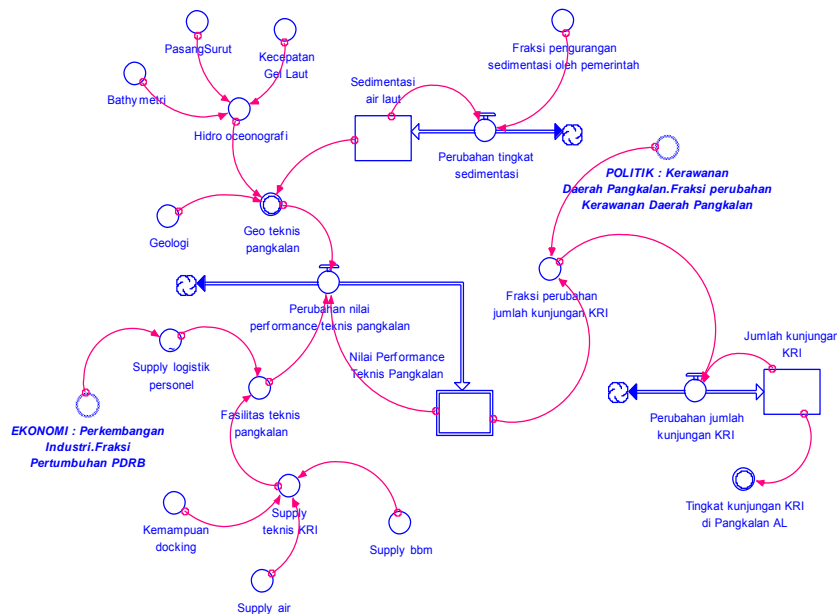 PasangSurut
Kecepatan
Gel Laut
Fraksi pengurangan
sedimentasi oleh pemerintah
Bathymetri
Sedimentasi
air laut
Hidro oceonografi
Perubahan tingkat
sedimentasi
POLITIK : Kerawanan
Daerah Pangkalan.Fraksi perubahan
Kerawanan Daerah Pangkalan
Geologi
Geo teknis
pangkalan
Fraksi perubahan
jumlah kunjungan KRI
Perubahan nilai
performance teknis pangkalan
Supply logistik
personel
Nilai Performance
Teknis Pangkalan
Jumlah kunjungar
KRI
Perubahan jumlah
kunjungan KRI
Fasilitas teknis
pangkalan
EKONOMI : Perkembangan
Industri.Fraksi
Pertumbuhan PDRB
Supply
teknis KRI
Kemampuan
docking
Supply bbm
Tingkat kunjungan KRI
di Pangkalan AL
Supply air